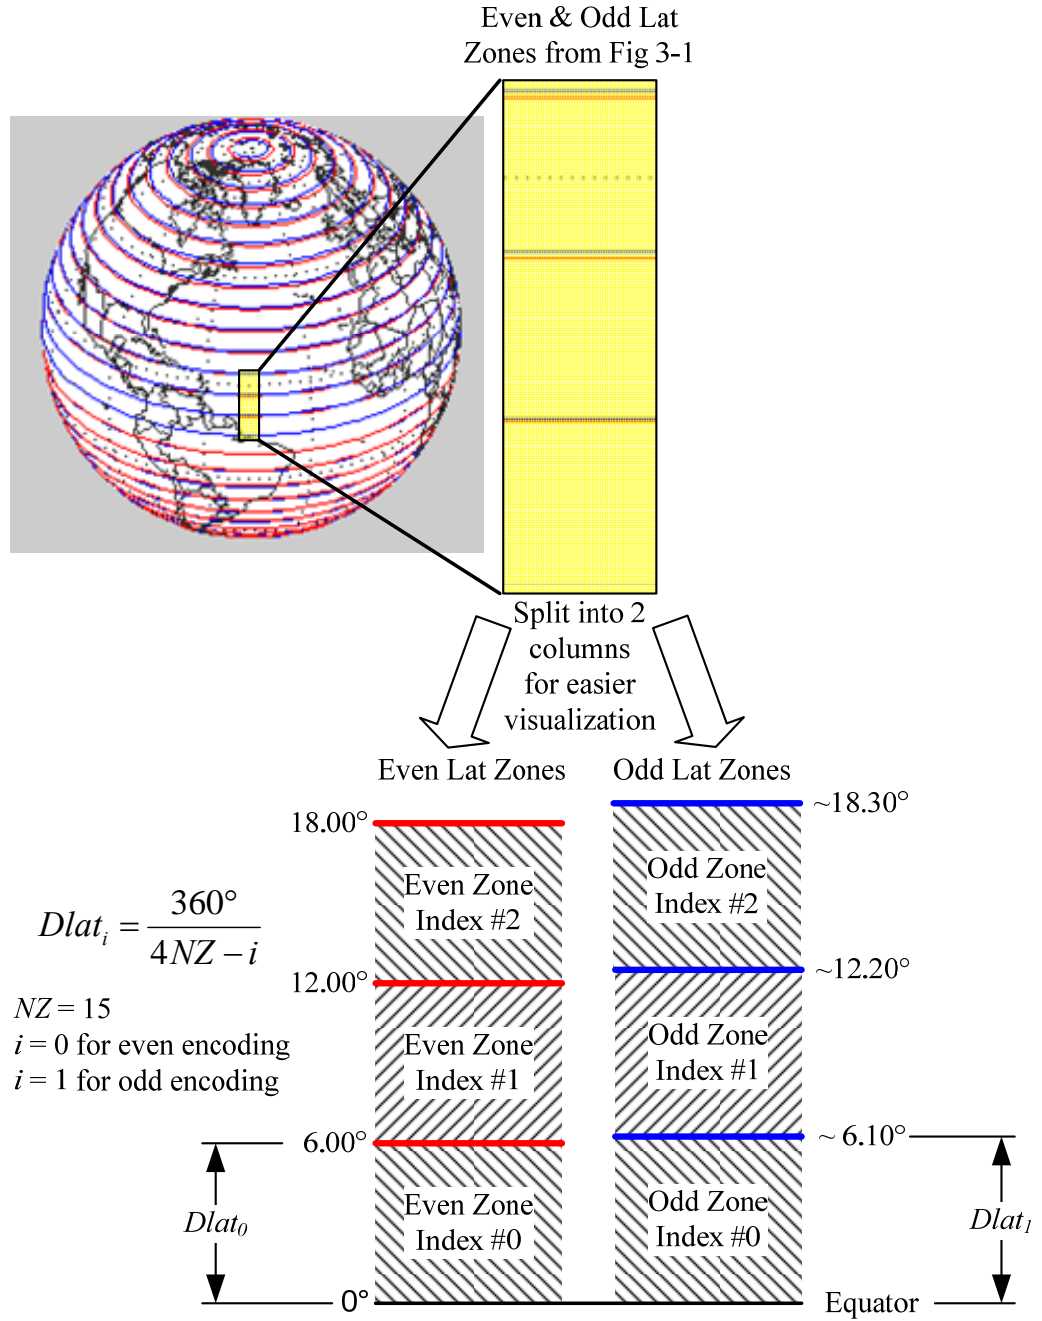 Even & Odd Lat
Zones from Fig 3-1
Split into 2
columns
for easier
visualization
Even Lat Zones
Odd Lat Zones
~18.30°
18.00°
Even Zone
Index #2
Odd Zone
Index #2
Dlat_i = 360° / (4NZ − i)
12.00°
~12.20°
NZ = 15
i = 0 for even encoding
i = 1 for odd encoding
Even Zone
Index #1
Odd Zone
Index #1
6.00°
~ 6.10°
Dlat₀
Even Zone
Index #0
Odd Zone
Index #0
Dlat₁
0°
Equator